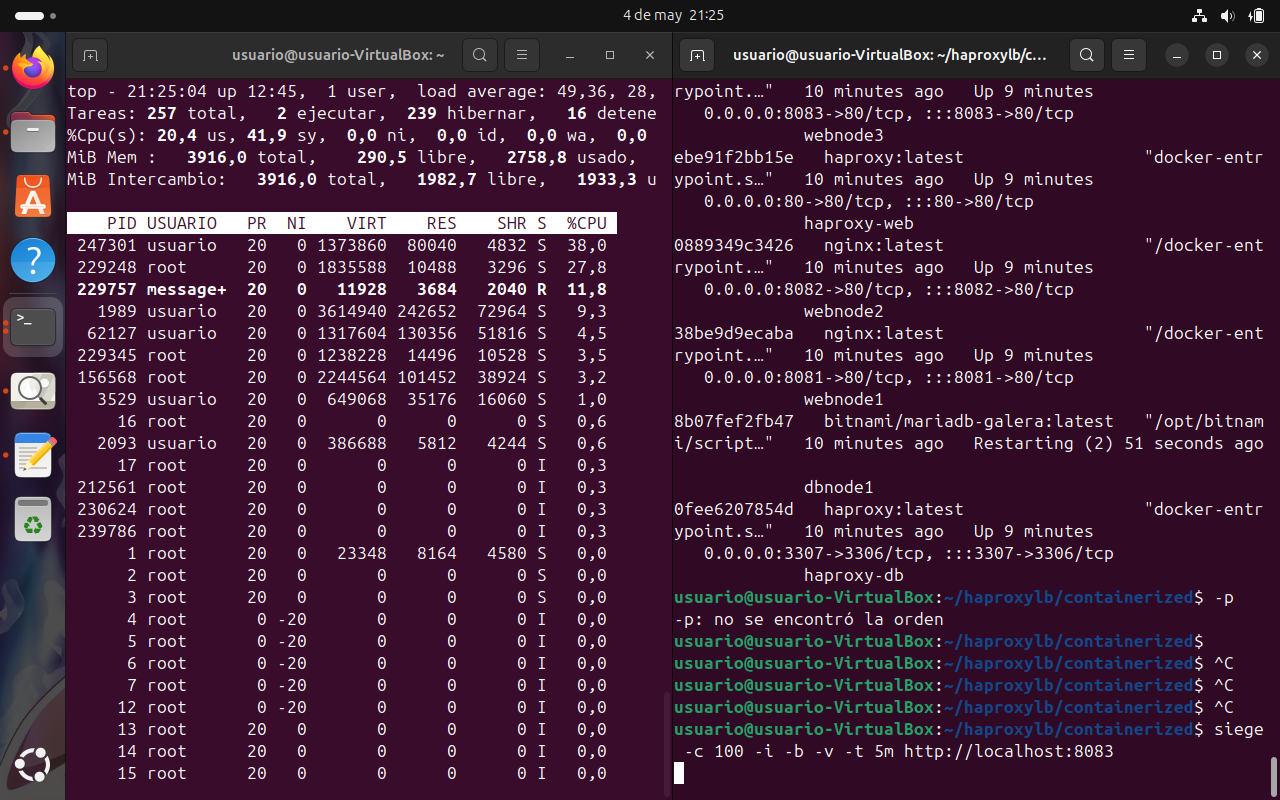 4 de may 21:25
usuario@usuario-VirtualBox: ~
top - 21:25:04 up 12:45, 1 user, load average: 49,36, 28,
Tareas: 257 total, 2 ejecutar, 239 hibernar, 16 detene
%Cpu(s): 20,4 us, 41,9 sy, 0,0 ni, 0,0 id, 0,0 wa, 0,0
MiB Mem : 3916,0 total, 290,5 libre, 2758,8 usado,
MiB Intercambio: 3916,0 total, 1982,7 libre, 1933,3 u
PID USUARIO PR NI VIRT RES SHR S %CPU
247301 usuario 20 0 1373860 80040 4832 S 38,0
229248 root 20 0 1835588 10488 3296 S 27,8
229757 message+ 20 0 11928 3684 2040 R 11,8
1989 usuario 20 0 3614940 242652 72964 S 9,3
62127 usuario 20 0 1317604 130356 51816 S 4,5
229345 root 20 0 1238228 14496 10528 S 3,5
156568 root 20 0 2244564 101452 38924 S 3,2
3529 usuario 20 0 649068 35176 16060 S 1,0
16 root 20 0 0 0 0 S 0,6
2093 usuario 20 0 386688 5812 4244 S 0,6
17 root 20 0 0 0 0 I 0,3
212561 root 20 0 0 0 0 I 0,3
230624 root 20 0 0 0 0 I 0,3
239786 root 20 0 0 0 0 I 0,3
1 root 20 0 23348 8164 4580 S 0,0
2 root 20 0 0 0 0 S 0,0
3 root 20 0 0 0 0 S 0,0
4 root 0 -20 0 0 0 I 0,0
5 root 0 -20 0 0 0 I 0,0
6 root 0 -20 0 0 0 I 0,0
7 root 0 -20 0 0 0 I 0,0
12 root 0 -20 0 0 0 I 0,0
13 root 20 0 0 0 0 I 0,0
14 root 20 0 0 0 0 I 0,0
15 root 20 0 0 0 0 I 0,0
usuario@usuario-VirtualBox: ~/haproxylb/c...
rypoint.…" 10 minutes ago Up 9 minutes
0.0.0.0:8083->80/tcp, :::8083->80/tcp
webnode3
ebe91f2bb15e haproxy:latest "docker-entr
ypoint.s…" 10 minutes ago Up 9 minutes
0.0.0.0:80->80/tcp, :::80->80/tcp
haproxy-web
0889349c3426 nginx:latest "/docker-ent
rypoint.…" 10 minutes ago Up 9 minutes
0.0.0.0:8082->80/tcp, :::8082->80/tcp
webnode2
38be9d9ecaba nginx:latest "/docker-ent
rypoint.…" 10 minutes ago Up 9 minutes
0.0.0.0:8081->80/tcp, :::8081->80/tcp
webnode1
8b07fef2fb47 bitnami/mariadb-galera:latest "/opt/bitnam
i/script…" 10 minutes ago Restarting (2) 51 seconds ago
dbnode1
0fee6207854d haproxy:latest "docker-entr
ypoint.s…" 10 minutes ago Up 9 minutes
0.0.0.0:3307->3306/tcp, :::3307->3306/tcp
haproxy-db
usuario@usuario-VirtualBox:~/haproxylb/containerized$ -p
-p: no se encontró la orden
usuario@usuario-VirtualBox:~/haproxylb/containerized$
usuario@usuario-VirtualBox:~/haproxylb/containerized$ ^C
usuario@usuario-VirtualBox:~/haproxylb/containerized$ ^C
usuario@usuario-VirtualBox:~/haproxylb/containerized$ ^C
usuario@usuario-VirtualBox:~/haproxylb/containerized$ siege
-c 100 -i -b -v -t 5m http://localhost:8083